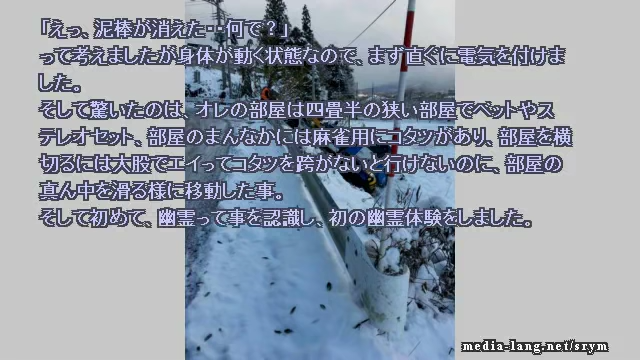 「えっ、泥棒が消えた・・何で？」
って考えましたが身体が動く状態なので、まず直ぐに電気を付けま
した。
そして驚いたのは、オレの部屋は四畳半の狭い部屋でベットやス
テレオセット、部屋のまんなかには麻雀用にコタツがあり、部屋を横
切るには大股でエイってコタツを跨がないと行けないのに、部屋の
真ん中を滑る様に移動した事。
そして初めて、幽霊って事を認識し、初の幽霊体験をしました。
media-lang.net/srym